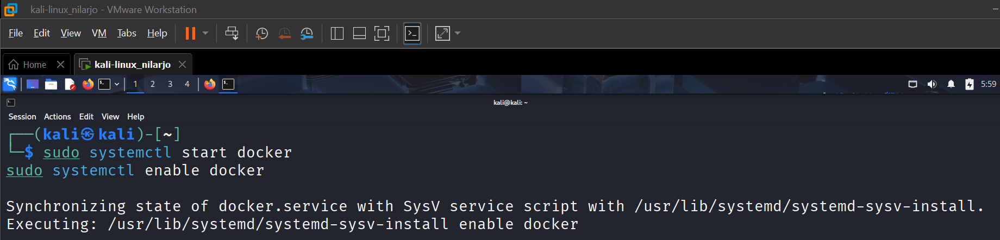 kali-linux_nilarjo - VMware Workstation
File Edit View VM Tabs Help
Home kali-linux_nilarjo
1 2 3 4 5:59
kali@kali: ~
Session Actions Edit View Help
┌──(kali㉿kali)-[~]
└─$ sudo systemctl start docker
sudo systemctl enable docker
Synchronizing state of docker.service with SysV service script with /usr/lib/systemd/systemd-sysv-install.
Executing: /usr/lib/systemd/systemd-sysv-install enable docker